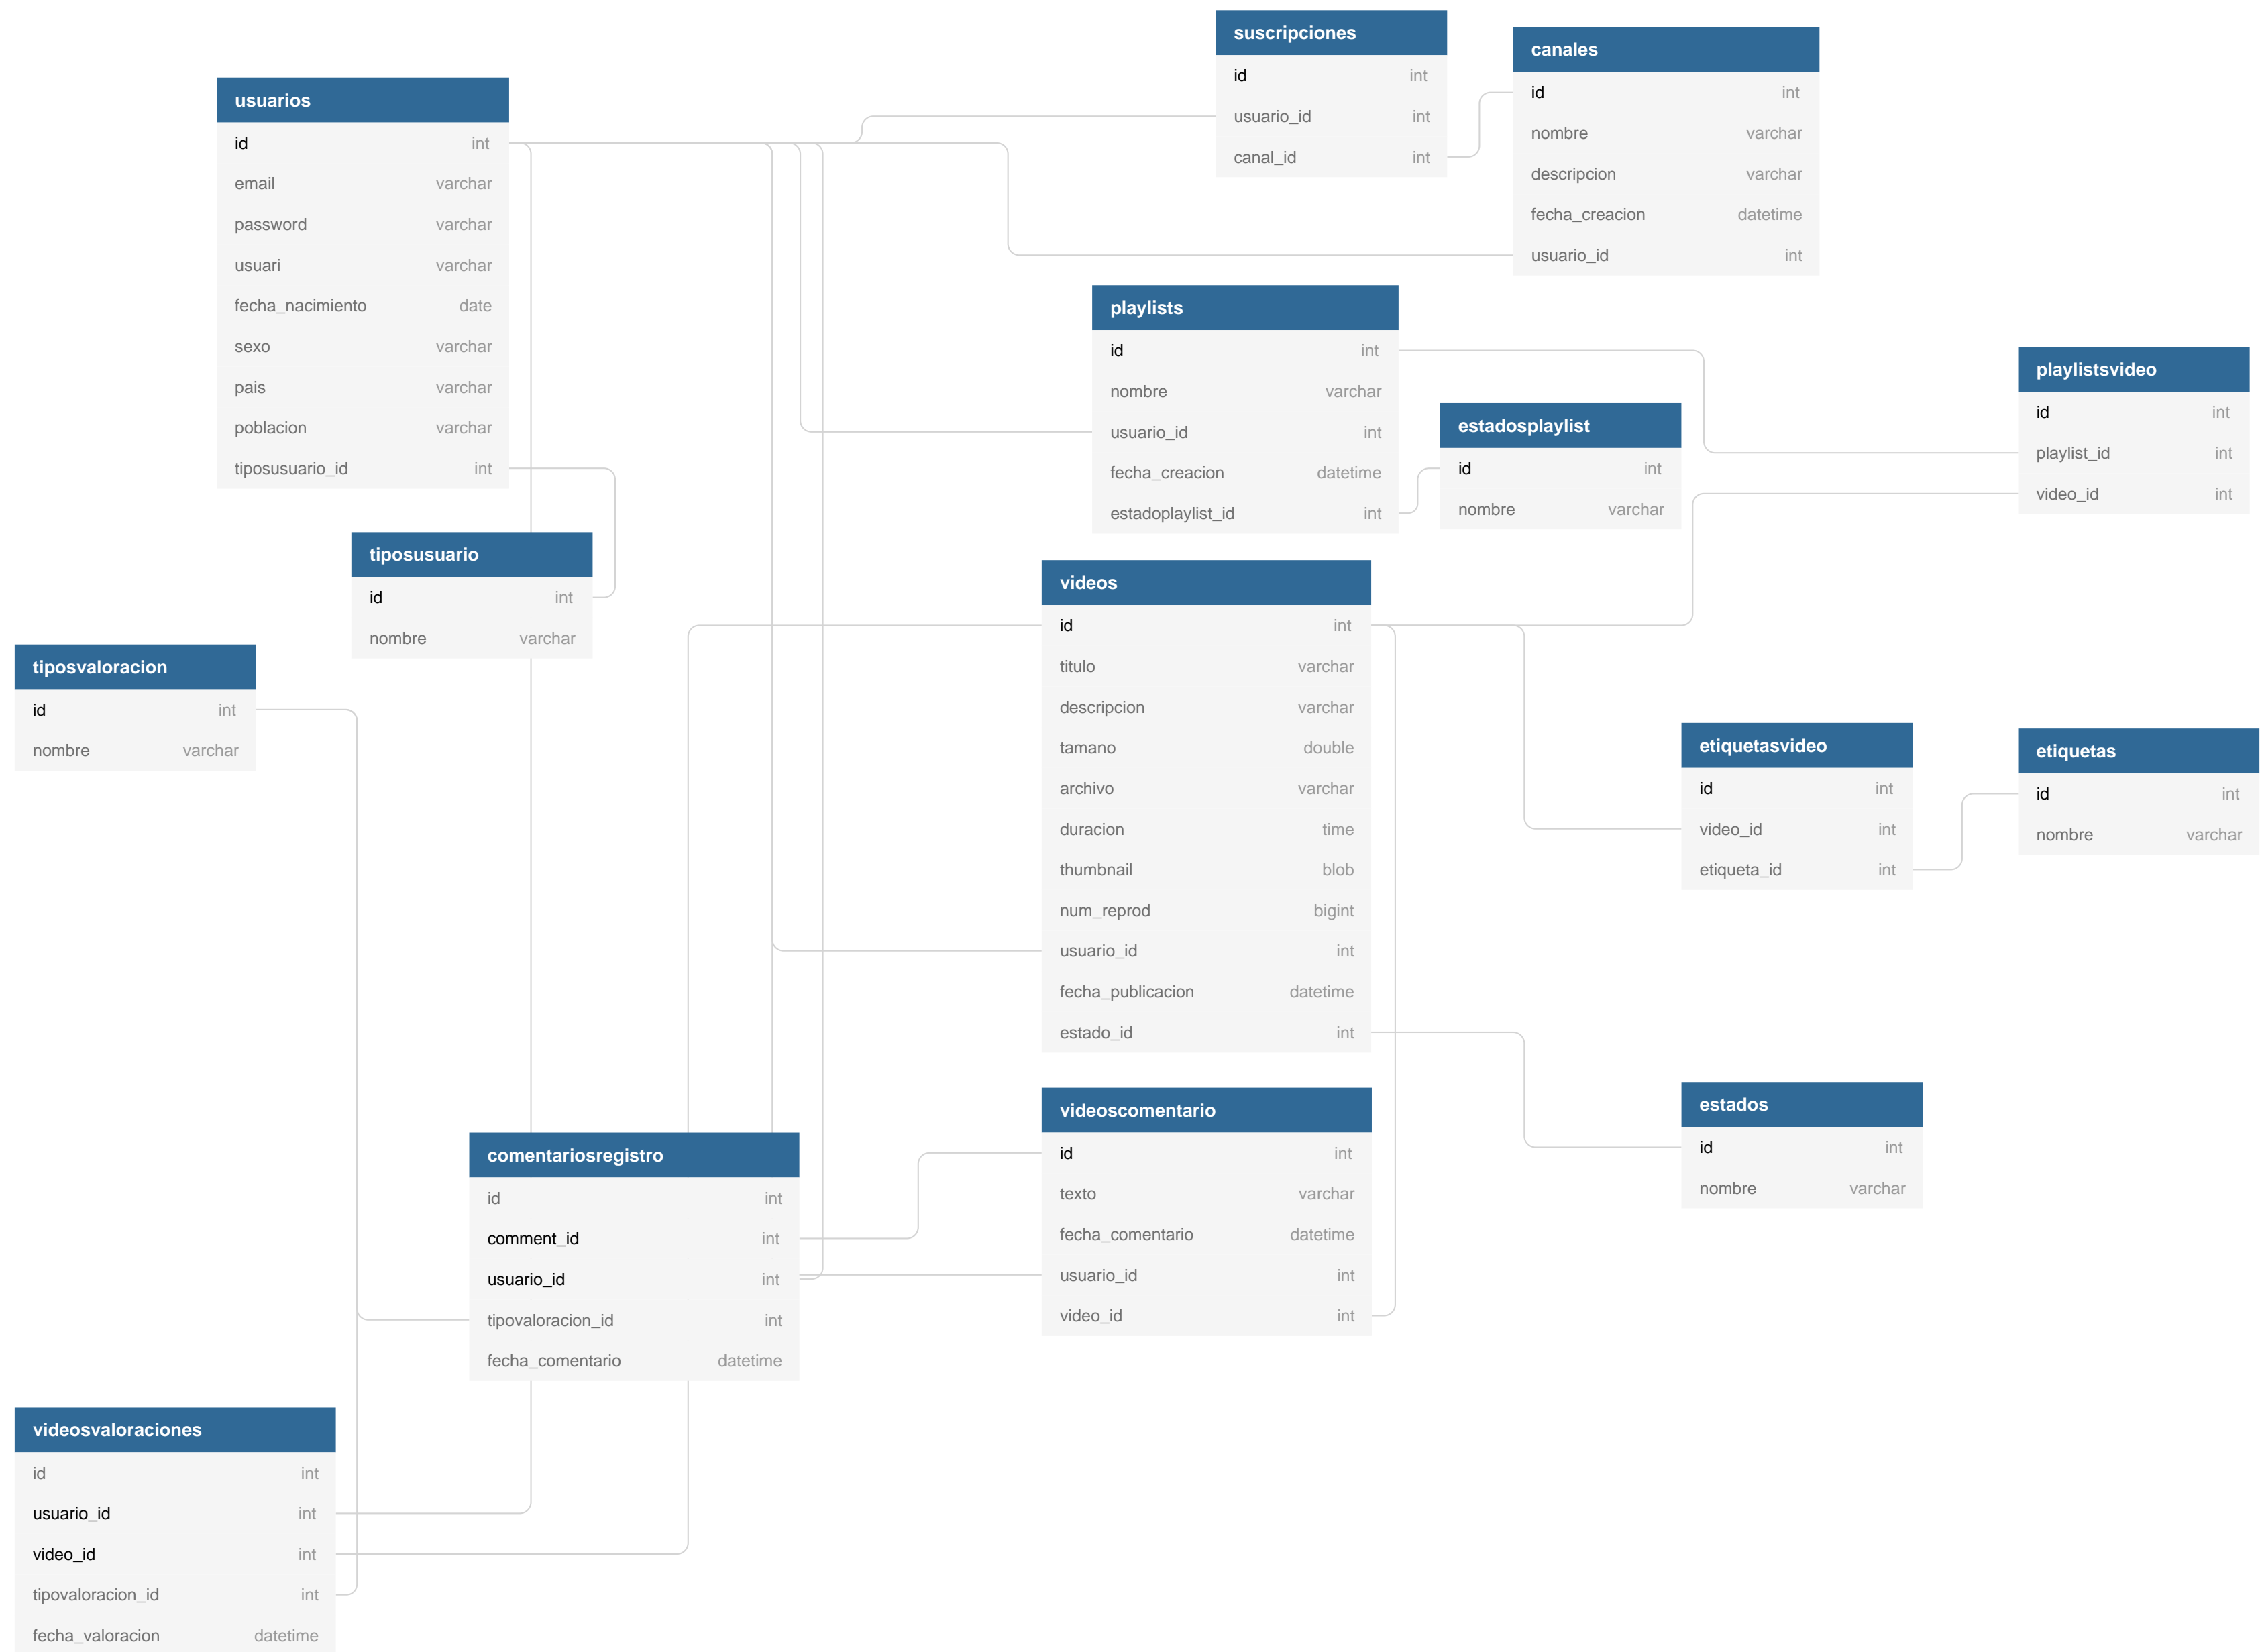 suscripciones
id int
usuario_id int
canal_id int
canales
id int
nombre varchar
descripcion varchar
fecha_creacion datetime
usuario_id int
usuarios
id int
email varchar
password varchar
usuari varchar
fecha_nacimiento date
sexo varchar
pais varchar
poblacion varchar
tiposusuario_id int
playlists
id int
nombre varchar
usuario_id int
fecha_creacion datetime
estadoplaylist_id int
estadosplaylist
id int
nombre varchar
playlistsvideo
id int
playlist_id int
video_id int
tiposusuario
id int
nombre varchar
videos
id int
titulo varchar
descripcion varchar
tamano double
archivo varchar
duracion time
thumbnail blob
num_reprod bigint
usuario_id int
fecha_publicacion datetime
estado_id int
tiposvaloracion
id int
nombre varchar
etiquetasvideo
id int
video_id int
etiqueta_id int
etiquetas
id int
nombre varchar
estados
id int
nombre varchar
videoscomentario
id int
texto varchar
fecha_comentario datetime
usuario_id int
video_id int
comentariosregistro
id int
comment_id int
usuario_id int
tipovaloracion_id int
fecha_comentario datetime
videosvaloraciones
id int
usuario_id int
video_id int
tipovaloracion_id int
fecha_valoracion datetime